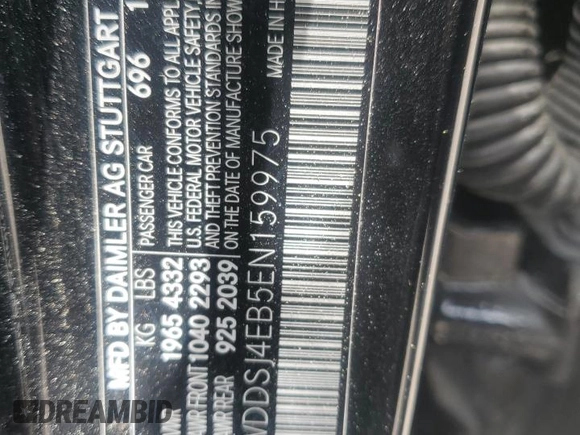 MFD BY DAIMLER AG STUTTGART
KG LBS PASSENGER CAR 696
1965 4332 THIS VEHICLE CONFORMS TO ALL
FRONT 1040 2293 U.S. FEDERAL MOTOR VEHICLE SAFETY,
REAR 925 2039 AND THEFT PREVENTION STANDARDS
ON THE DATE OF MANUFACTURE SHOW
DDSJ4EB5EN159975 MADE IN
DREAMBID